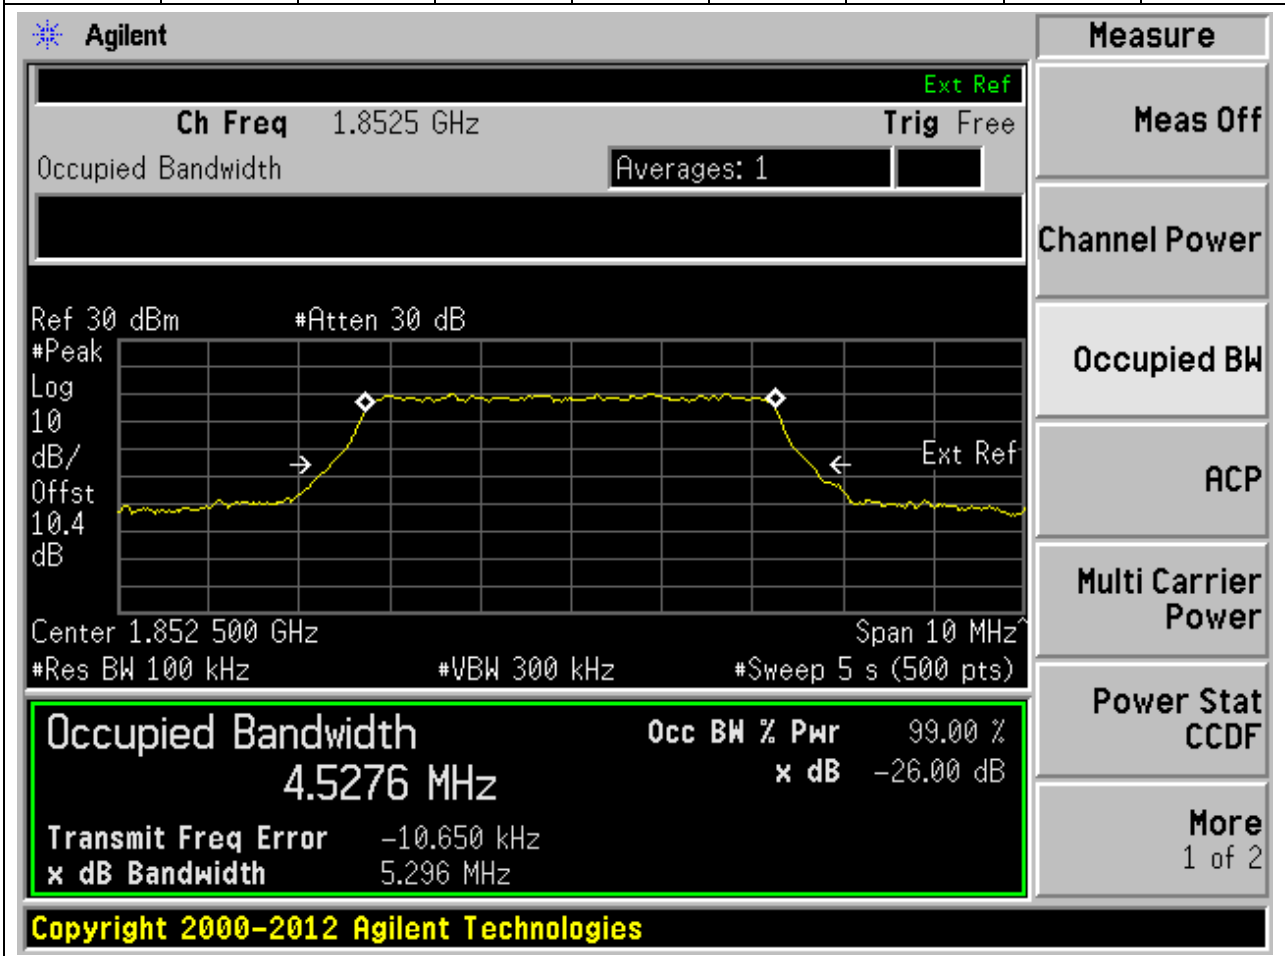 Agilent
Measure
Ext Ref
Ch Freq 1.8525 GHz Trig Free
Meas Off
Occupied Bandwidth Averages: 1
Channel Power
Ref 30 dBm #Atten 30 dB
#Peak
Log
10
dB/
Offst
10.4
dB
Ext Ref
Occupied BW
ACP
Center 1.852 500 GHz Span 10 MHz^
#Res BW 100 kHz #VBW 300 kHz #Sweep 5 s (500 pts)
Multi Carrier
Power
Occupied Bandwidth Occ BW % Pwr 99.00 %
4.5276 MHz x dB -26.00 dB
Transmit Freq Error -10.650 kHz
x dB Bandwidth 5.296 MHz
Power Stat
CCDF
More
1 of 2
Copyright 2000-2012 Agilent Technologies